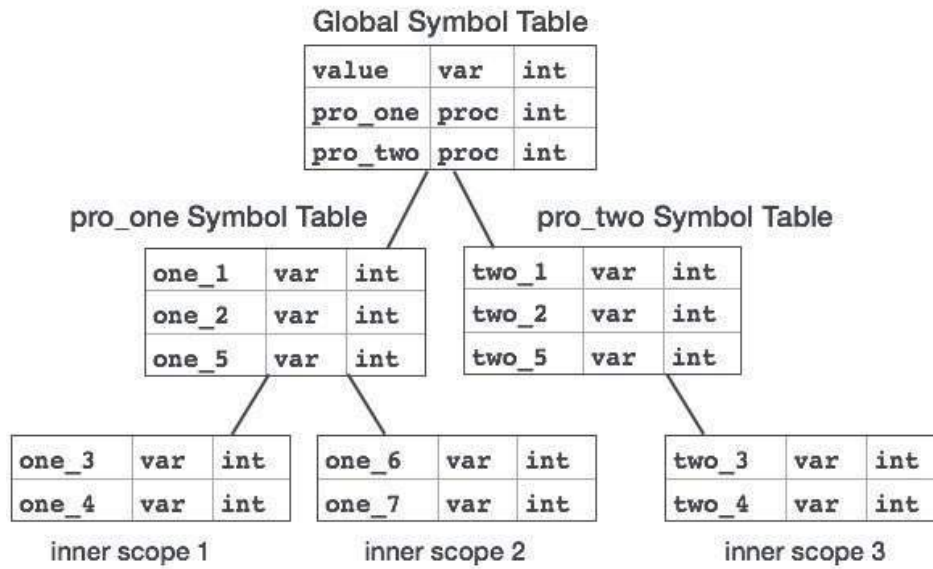 Global Symbol Table
value var int
pro_one proc int
pro_two proc int
pro_one Symbol Table
one_1 var int
one_2 var int
one_5 var int
pro_two Symbol Table
two_1 var int
two_2 var int
two_5 var int
one_3 var int
one_4 var int
inner scope 1
one_6 var int
one_7 var int
inner scope 2
two_3 var int
two_4 var int
inner scope 3